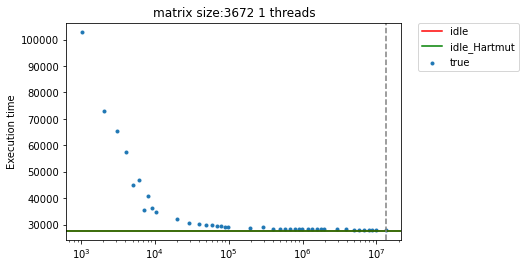 matrix size:3672 1 threads
idle
idle_Hartmut
true
Execution time
100000
90000
80000
70000
60000
50000
40000
30000
10³ 10⁴ 10⁵ 10⁶ 10⁷